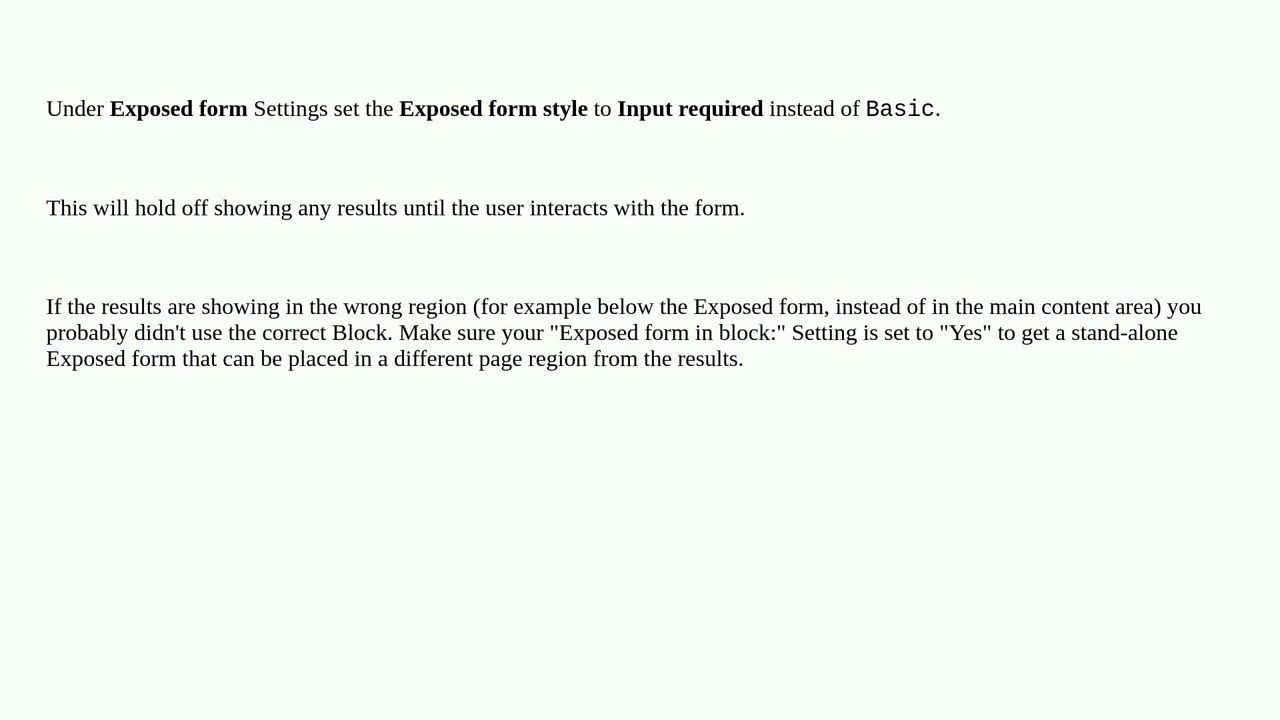 Under Exposed form Settings set the Exposed form style to Input required instead of Basic.
This will hold off showing any results until the user interacts with the form.
If the results are showing in the wrong region (for example below the Exposed form, instead of in the main content area) you
probably didn't use the correct Block. Make sure your "Exposed form in block:" Setting is set to "Yes" to get a stand-alone
Exposed form that can be placed in a different page region from the results.